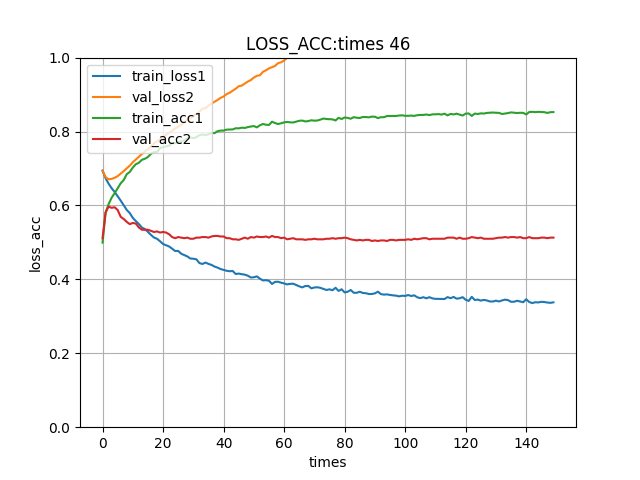 LOSS_ACC:times 46
train_loss1
val_loss2
train_acc1
val_acc2
loss_acc
1.0
0.8
0.6
0.4
0.2
0.0
0 20 40 60 80 100 120 140
times